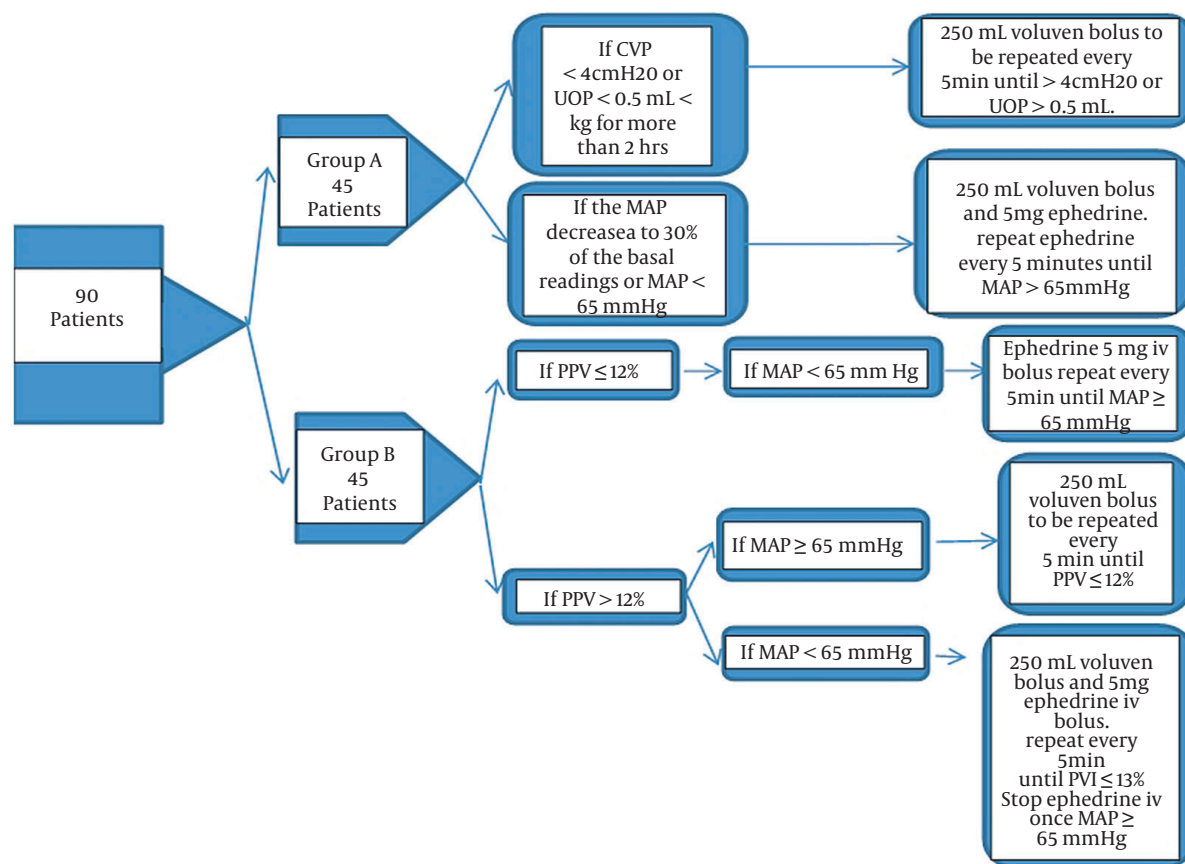 90
Patients
Group A
45
Patients
If CVP
< 4cmH20 or
UOP < 0.5 mL <
kg for more
than 2 hrs
250 mL voluven bolus to
be repeated every
5min until > 4cmH20 or
UOP > 0.5 mL.
If the MAP
decreasea to 30%
of the basal
readings or MAP <
65 mmHg
250 mL voluven bolus
and 5mg ephedrine.
repeat ephedrine
every 5 minutes until
MAP > 65mmHg
Group B
45
Patients
If PPV ≤ 12%
If MAP < 65 mm Hg
Ephedrine 5 mg iv
bolus repeat every
5min until MAP ≥
65 mmHg
If PPV > 12%
If MAP ≥ 65 mmHg
250 mL
voluven bolus
to be repeated
every
5 min until
PPV ≤ 12%
If MAP < 65 mmHg
250 mL voluven
bolus and 5mg
ephedrine iv
bolus.
repeat every
5min
until PVI ≤ 13%
Stop ephedrine iv
once MAP ≥
65 mmHg